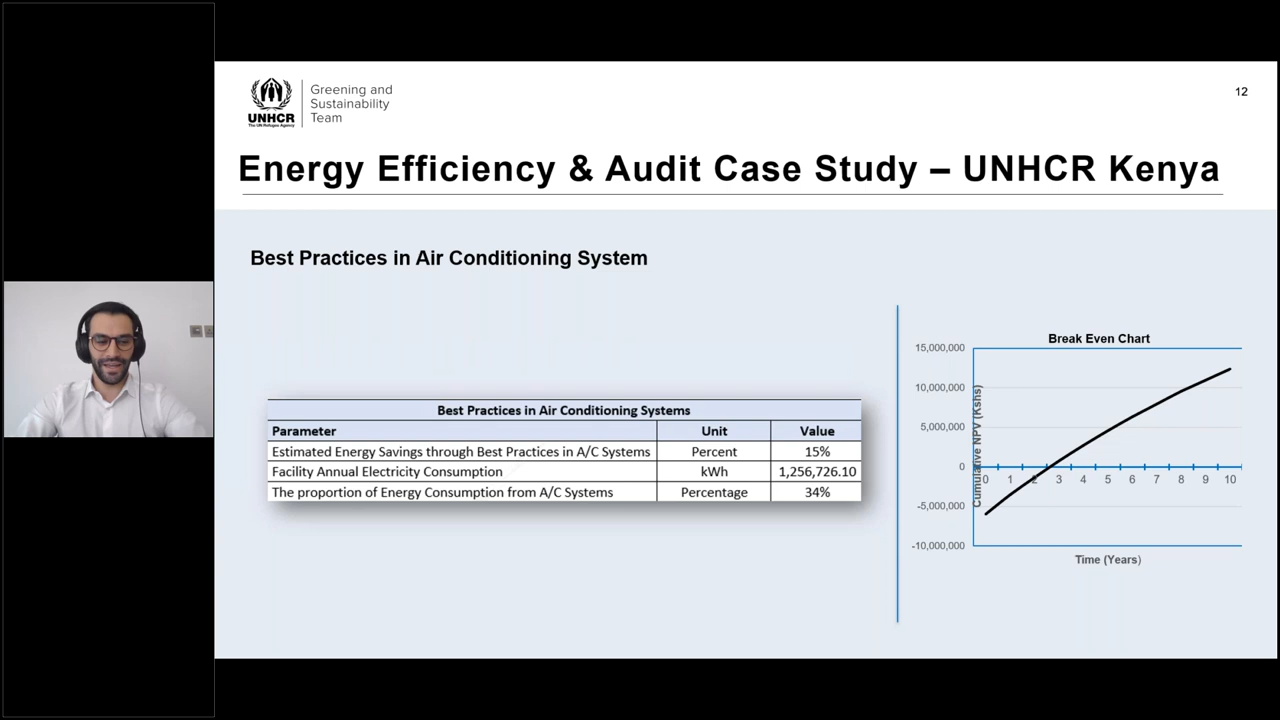 UNHCR
The UN Refugee Agency
Greening and
Sustainability
Team
12
Energy Efficiency & Audit Case Study – UNHCR Kenya
Best Practices in Air Conditioning System
Best Practices in Air Conditioning Systems
Parameter Unit Value
Estimated Energy Savings through Best Practices in A/C Systems Percent 15%
Facility Annual Electricity Consumption kWh 1,256,726.10
The proportion of Energy Consumption from A/C Systems Percentage 34%
Break Even Chart
Cumulative NPV (Kshs)
15,000,000
10,000,000
5,000,000
0
-5,000,000
-10,000,000
0 1 2 3 4 5 6 7 8 9 10
Time (Years)